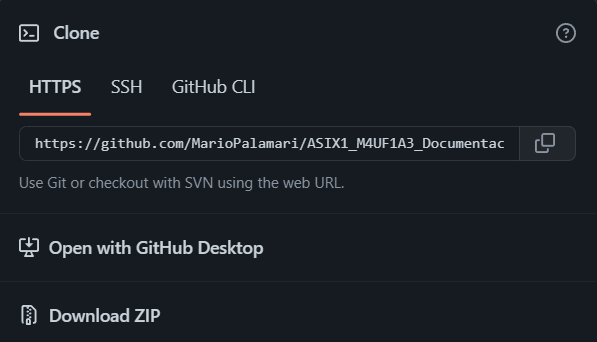 Clone
HTTPS SSH GitHub CLI
https://github.com/MarioPalamari/ASIX1_M4UF1A3_Documentac
Use Git or checkout with SVN using the web URL.
Open with GitHub Desktop
Download ZIP